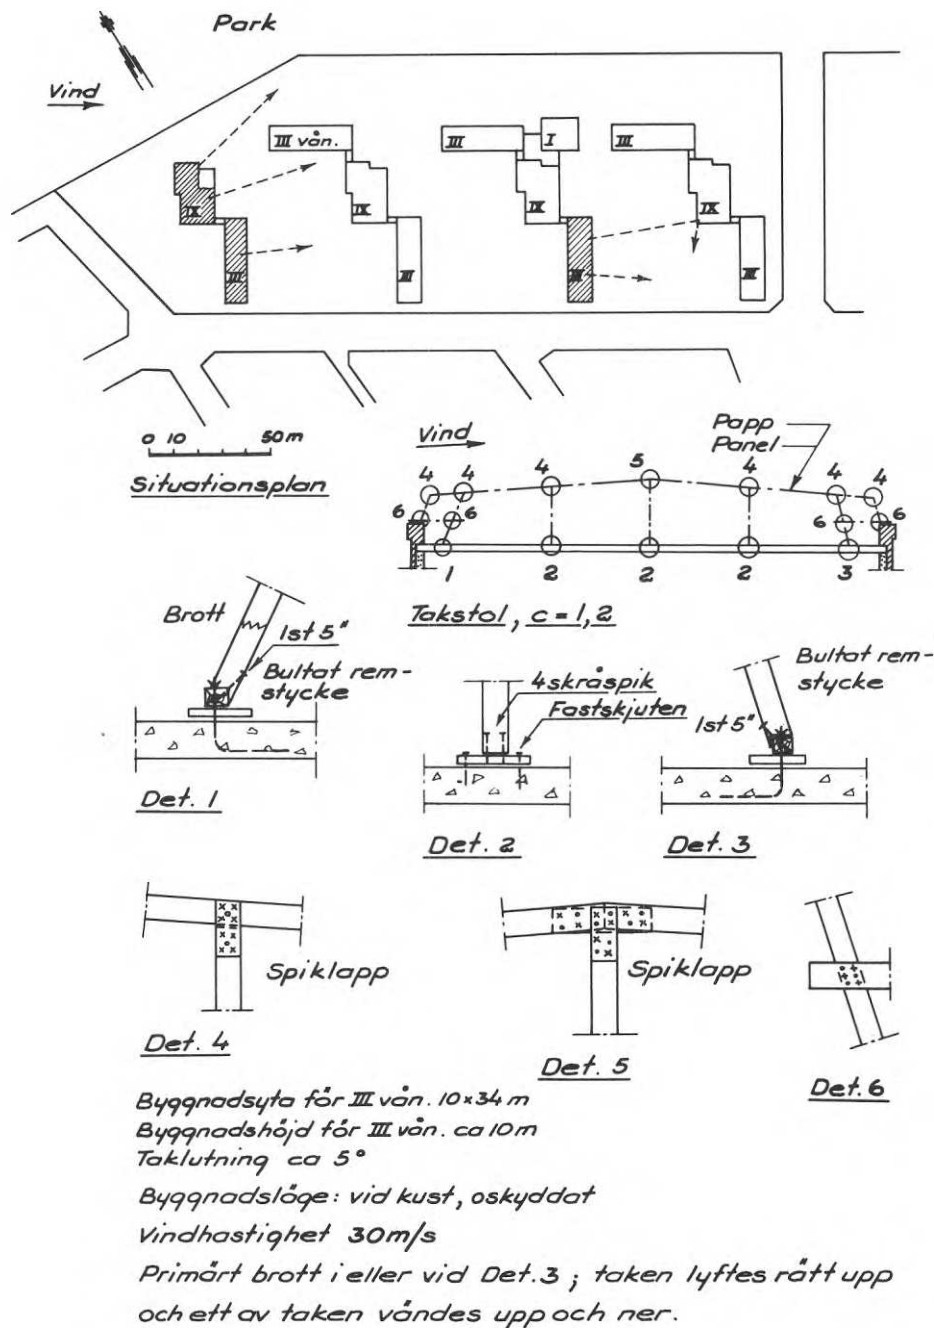 Park
Vind
III vån.
III
I
III
IX
IX
IX
IX
III
III
III
III
0 10 50 m
Situationsplan
Vind
Papp
Panel
4 4 4 5 4 4 4
6 6 6 6
1 2 2 2 3
Takstol, c = 1,2
Brott
1st 5"
Bultat rem-
stycke
Det. 1
4 skråspik
Fastskjuten
Det. 2
Bultat rem-
stycke
1st 5"
Det. 3
Spiklapp
Det. 4
Spiklapp
Det. 5
Det. 6
Byggnadsyta för III vån. 10×34 m
Byggnadshöjd för III vån. ca 10 m
Taklutning ca 5°
Byggnadsläge: vid kust, oskyddat
Vindhastighet 30 m/s
Primärt brott i eller vid Det. 3 ; taken lyftes rätt upp
och ett av taken vändes upp och ner.